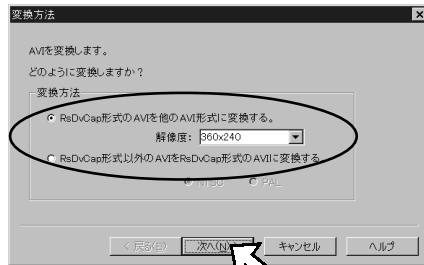 変換方法
AVIを変換します。
どのように変換しますか？
変換方法
RsDvCap形式のAVIを他のAVI形式に変換する。
解像度： 360x240
RsDvCap形式以外のAVIをRsDvCap形式のAVIに変換する
NTSC PAL
< 戻る(B) 次へ(N) キャンセル ヘルプ